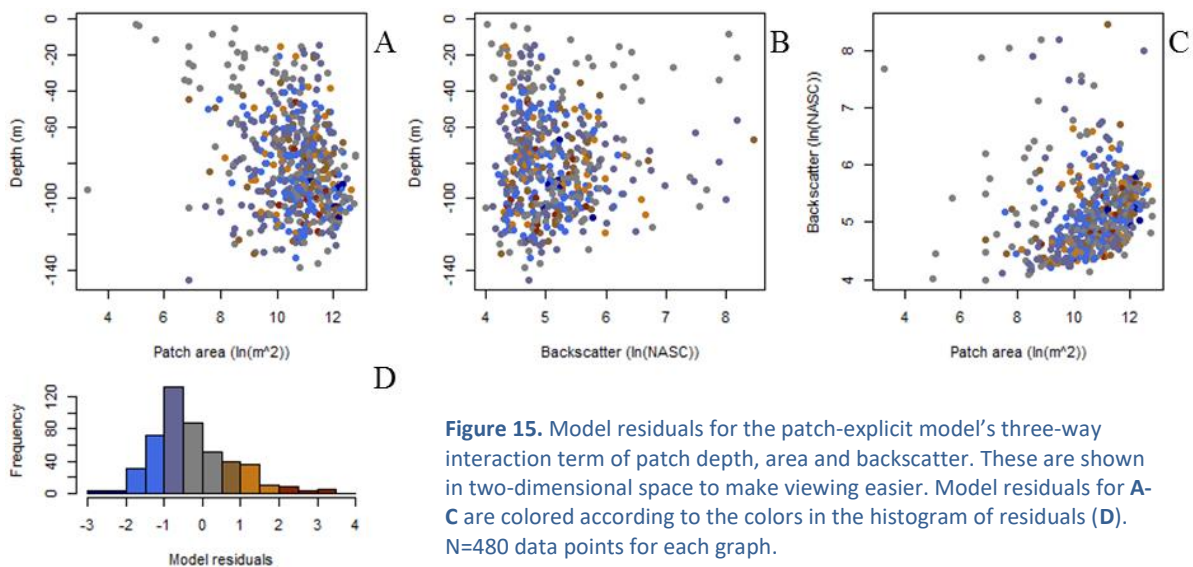 A
0
-20
-40
-60
-100
-140
Depth (m)
4 6 8 10 12
Patch area (ln(m^2))
B
0
-20
-40
-60
-100
-140
Depth (m)
4 5 6 7 8
Backscatter (ln(NASC))
C
8
7
6
5
4
Backscatter (ln(NASC))
4 6 8 10 12
Patch area (ln(m^2))
D
120
80
40
0
Frequency
-3 -2 -1 0 1 2 3 4
Model residuals
Figure 15. Model residuals for the patch-explicit model’s three-way
interaction term of patch depth, area and backscatter. These are shown
in two-dimensional space to make viewing easier. Model residuals for A-
C are colored according to the colors in the histogram of residuals (D).
N=480 data points for each graph.